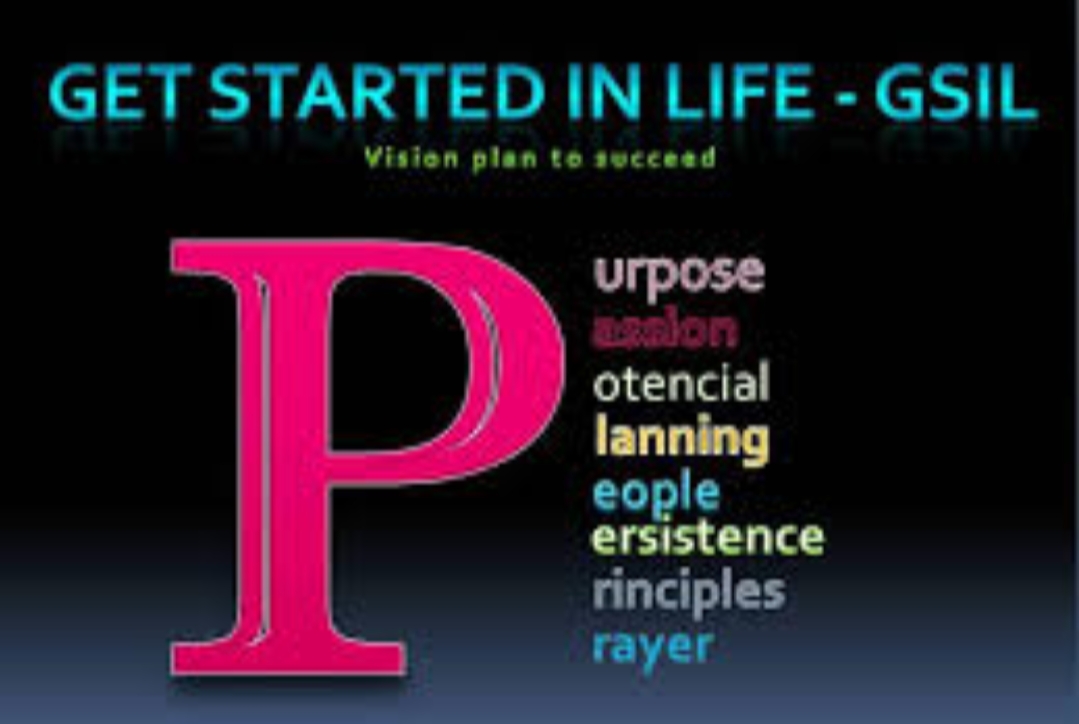 GET STARTED IN LIFE - GSIL
Vision plan to succeed
P
urpose
assion
otencial
lanning
eople
ersistence
rinciples
rayer